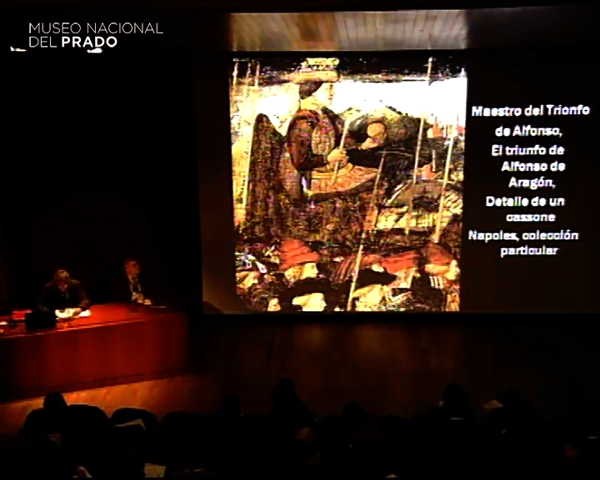 MUSEO NACIONAL
DEL PRADO
Maestro del Trionfo
de Alfonso,
El triunfo de
Alfonso de
Aragón,
Detalle de un
cassone
Napoles, colección
particular